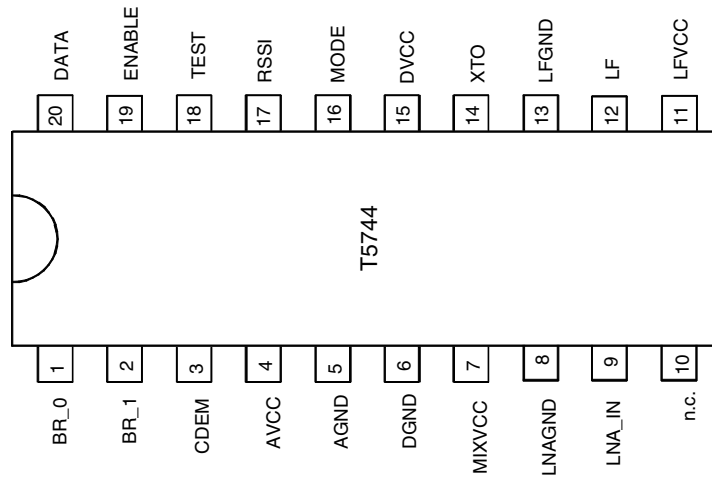 DATA
ENABLE
TEST
RSSI
MODE
DVCC
XTO
LFGND
LF
LFVCC
20
19
18
17
16
15
14
13
12
11
T5744
1
2
3
4
5
6
7
8
9
10
BR_0
BR_1
CDEM
AVCC
AGND
DGND
MIXVCC
LNAGND
LNA_IN
n.c.